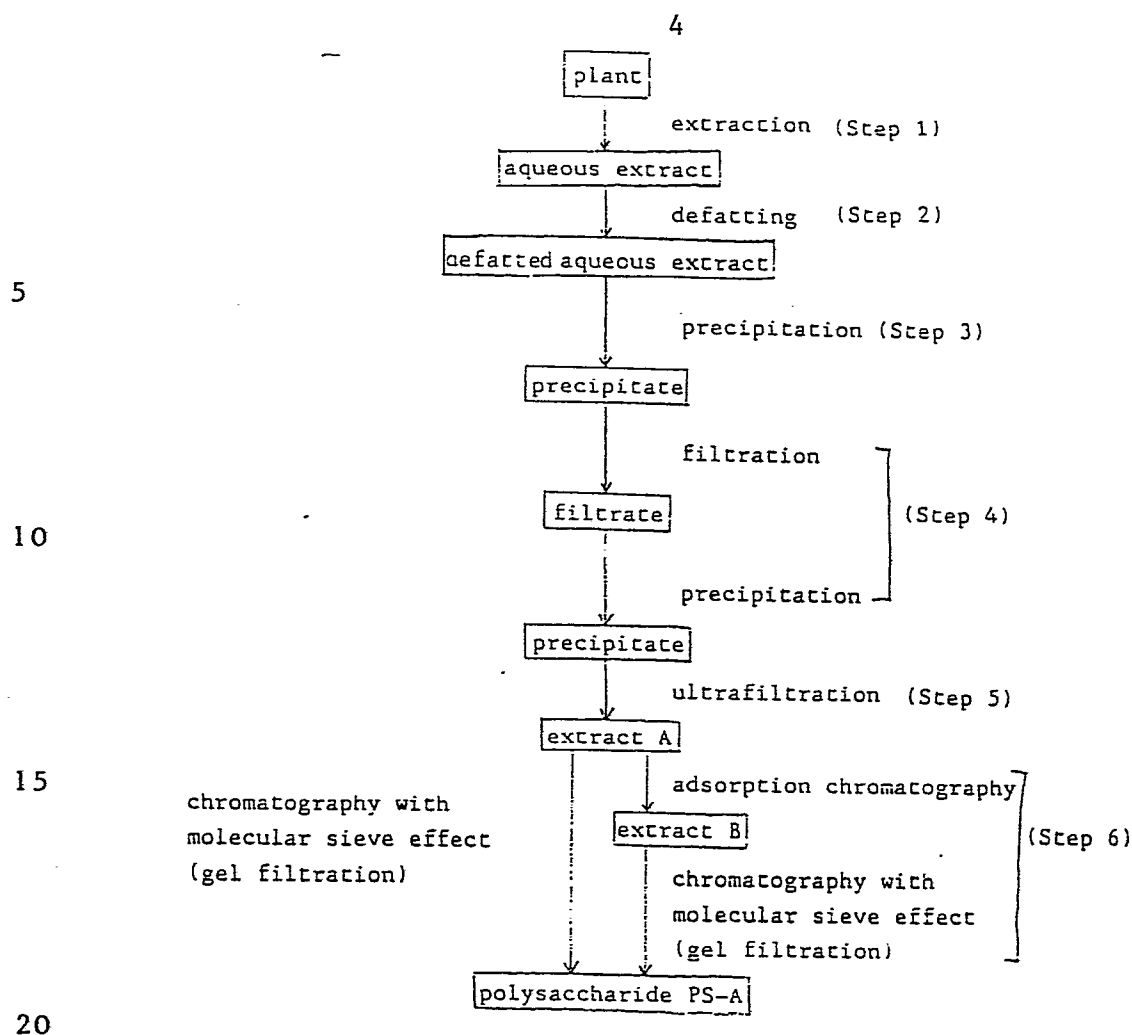 4
plant
extraction (Step 1)
aqueous extract
defatting (Step 2)
defatted aqueous extract
5
precipitation (Step 3)
precipitate
filtration
(Step 4)
filtrate
10
precipitation
precipitate
ultrafiltration (Step 5)
extract A
15
adsorption chromatography
chromatography with
molecular sieve effect
(gel filtration)
extract B
(Step 6)
chromatography with
molecular sieve effect
(gel filtration)
polysaccharide PS-A
20